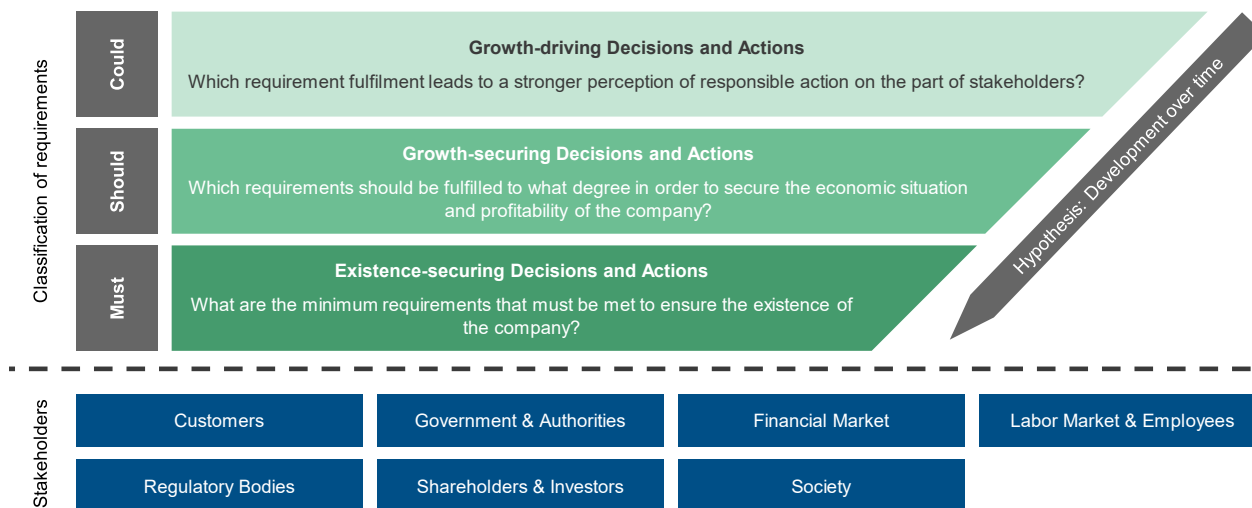 Classification of requirements
Could
Growth-driving Decisions and Actions
Which requirement fulfilment leads to a stronger perception of responsible action on the part of stakeholders?
Should
Growth-securing Decisions and Actions
Which requirements should be fulfilled to what degree in order to secure the economic situation
and profitability of the company?
Must
Existence-securing Decisions and Actions
What are the minimum requirements that must be met to ensure the existence of
the company?
Hypothesis: Development over time
Stakeholders
Customers
Government & Authorities
Financial Market
Labor Market & Employees
Regulatory Bodies
Shareholders & Investors
Society